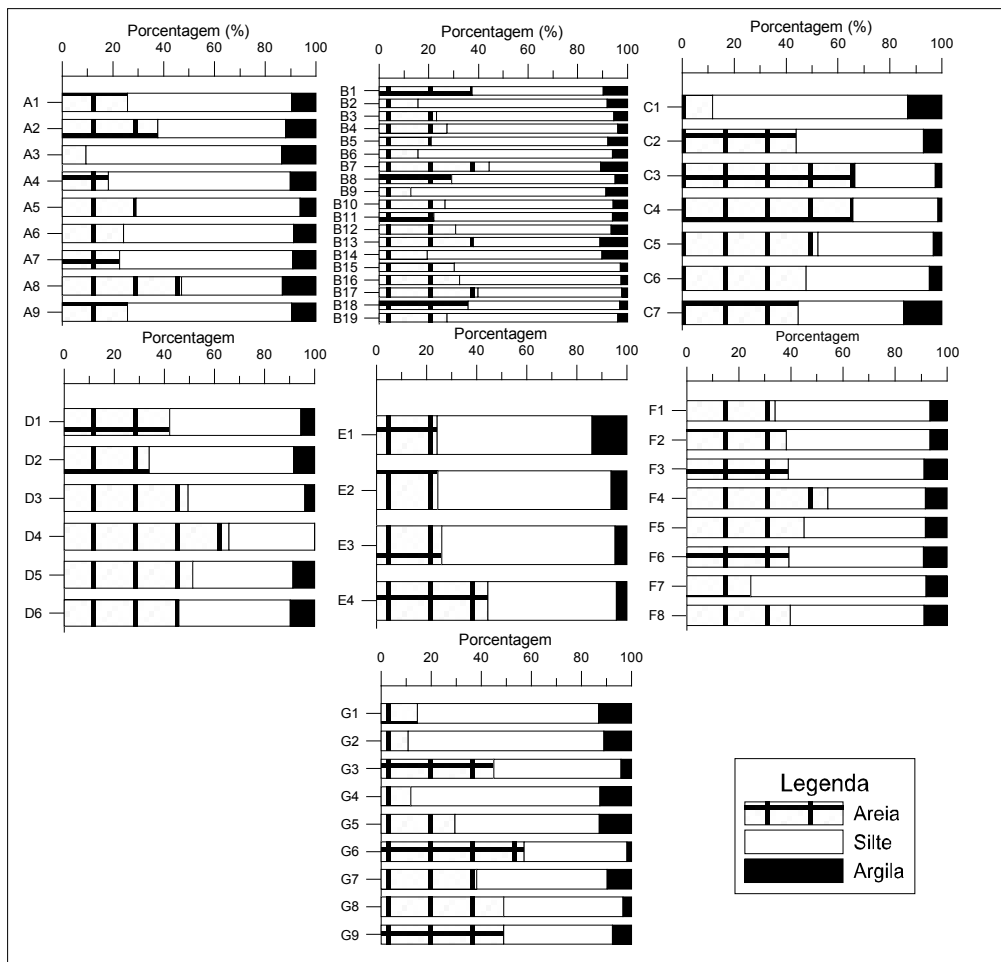 Porcentagem (%)
0 20 40 60 80 100
A1
A2
A3
A4
A5
A6
A7
A8
A9
Porcentagem (%)
0 20 40 60 80 100
B1
B2
B3
B4
B5
B6
B7
B8
B9
B10
B11
B12
B13
B14
B15
B16
B17
B18
B19
Porcentagem (%)
0 20 40 60 80 100
C1
C2
C3
C4
C5
C6
C7
Porcentagem
0 20 40 60 80 100
D1
D2
D3
D4
D5
D6
Porcentagem
0 20 40 60 80 100
E1
E2
E3
E4
Porcentagem
0 20 40 60 80 100
F1
F2
F3
F4
F5
F6
F7
F8
Porcentagem
0 20 40 60 80 100
G1
G2
G3
G4
G5
G6
G7
G8
G9
Legenda
Areia
Silte
Argila